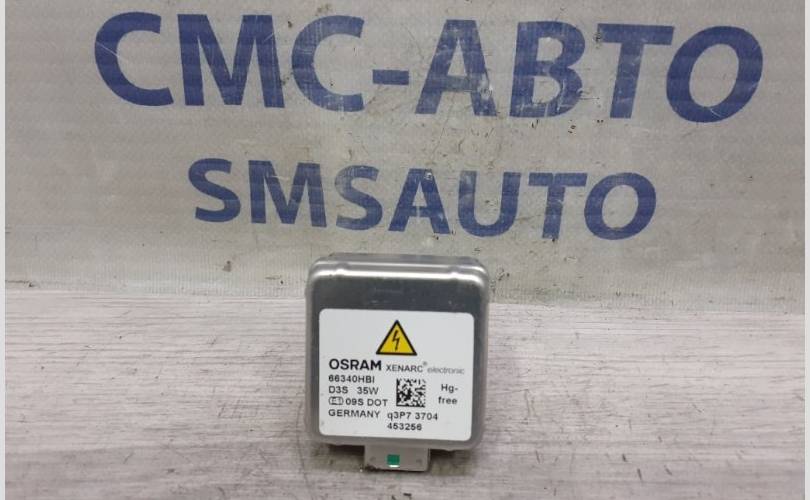 СМС-АВТО
SMSAUTO
OSRAM XENARC® electronic
66340HBI
D3S 35W
Hg-free
E1 09S DOT
GERMANY q3P7 3704
453256